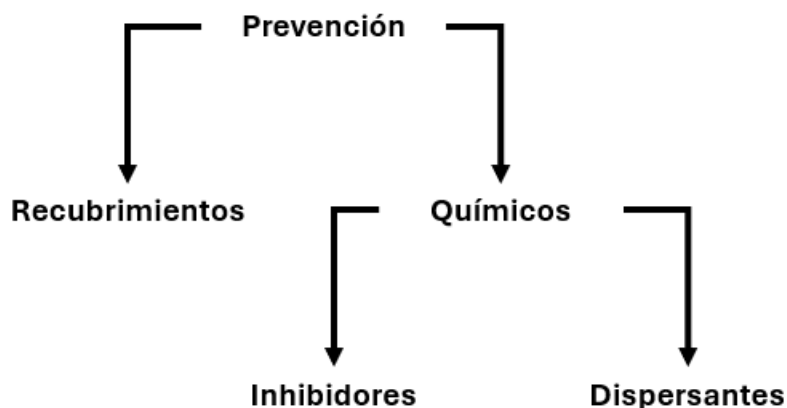 Prevención
Recubrimientos
Químicos
Inhibidores
Dispersantes